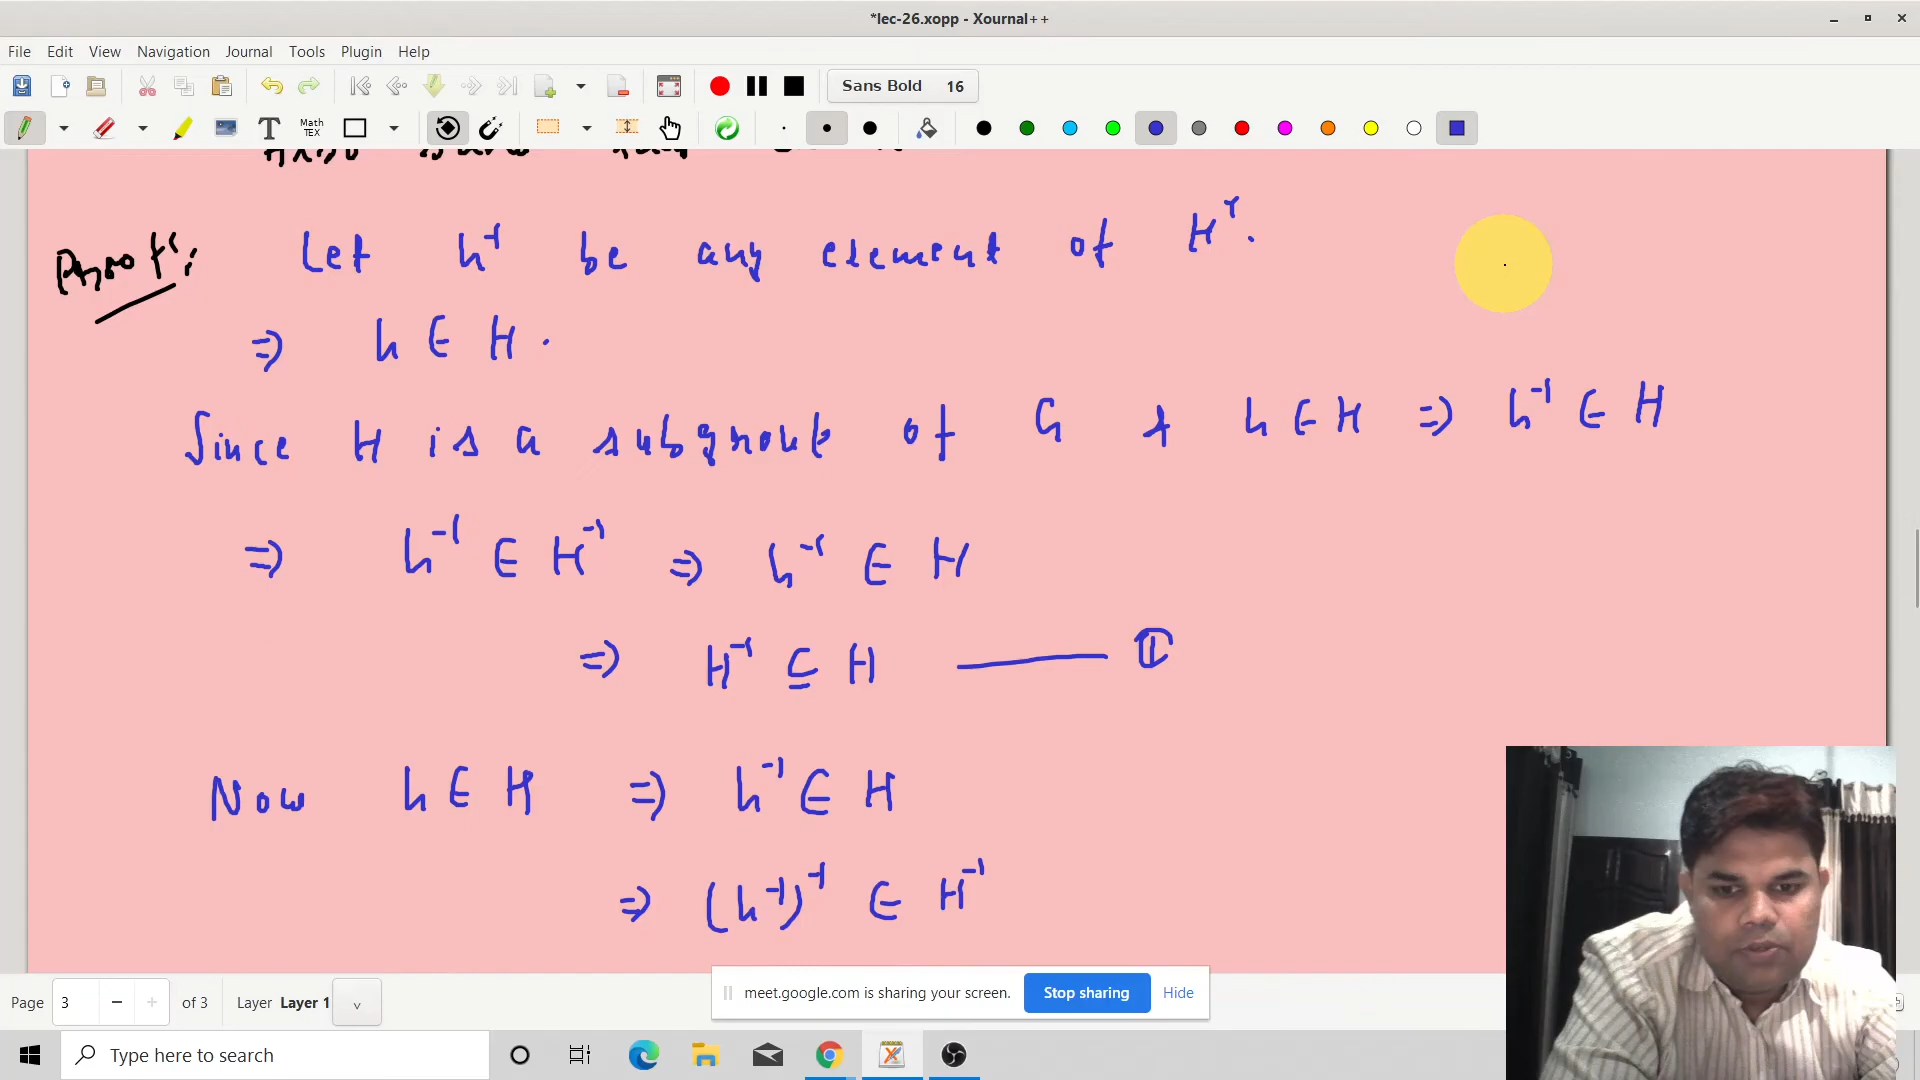 *lec-26.xopp - Xournal++
File Edit View Navigation Journal Tools Plugin Help
Sans Bold 16
T Math TEX
Proof: Let h⁻¹ be any element of H⁻¹.
⇒ h ∈ H.
Since H is a subgroup of G & h ∈ H ⇒ h⁻¹ ∈ H
⇒ h⁻¹ ∈ H⁻¹ ⇒ h⁻¹ ∈ H
⇒ H⁻¹ ⊆ H —— ①
Now h ∈ H ⇒ h⁻¹ ∈ H
⇒ (h⁻¹)⁻¹ ∈ H⁻¹
Page 3 of 3 Layer Layer 1
meet.google.com is sharing your screen. Stop sharing Hide
Type here to search